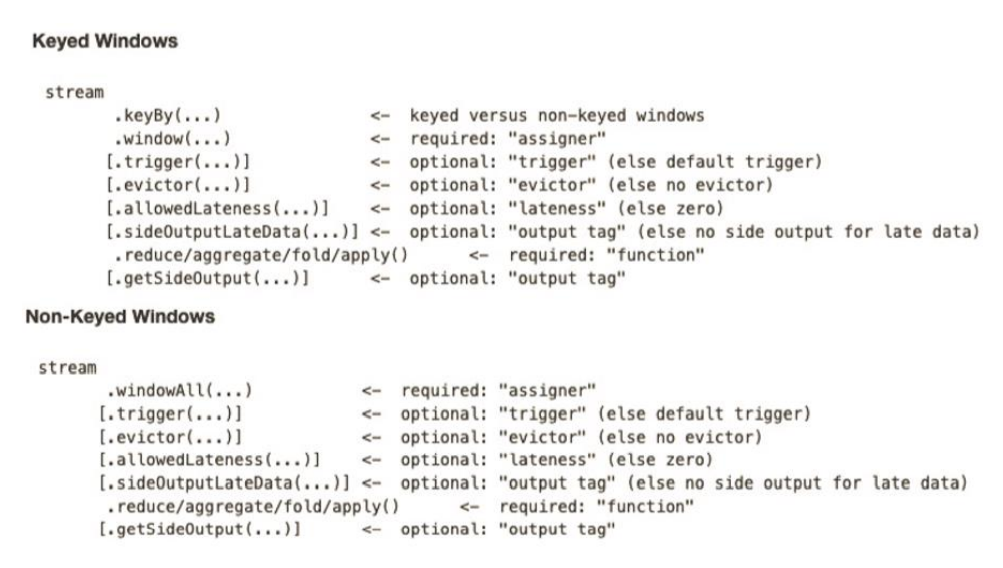 Keyed Windows
stream
.keyBy(...) <- keyed versus non-keyed windows
.window(...) <- required: "assigner"
[.trigger(...)] <- optional: "trigger" (else default trigger)
[.evictor(...)] <- optional: "evictor" (else no evictor)
[.allowedLateness(...)] <- optional: "lateness" (else zero)
[.sideOutputLateData(...)] <- optional: "output tag" (else no side output for late data)
.reduce/aggregate/fold/apply() <- required: "function"
[.getSideOutput(...)] <- optional: "output tag"
Non-Keyed Windows
stream
.windowAll(...) <- required: "assigner"
[.trigger(...)] <- optional: "trigger" (else default trigger)
[.evictor(...)] <- optional: "evictor" (else no evictor)
[.allowedLateness(...)] <- optional: "lateness" (else zero)
[.sideOutputLateData(...)] <- optional: "output tag" (else no side output for late data)
.reduce/aggregate/fold/apply() <- required: "function"
[.getSideOutput(...)] <- optional: "output tag"